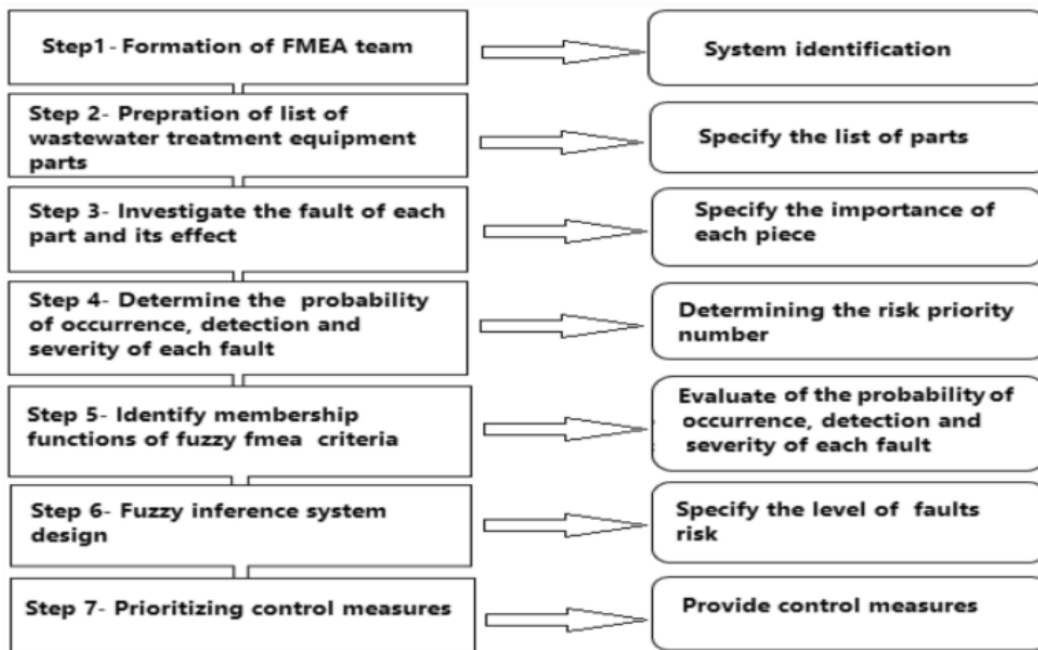 Step1- Formation of FMEA team
System identification
Step 2- Prepration of list of
wastewater treatment equipment
parts
Specify the list of parts
Step 3- Investigate the fault of each
part and its effect
Specify the importance of
each piece
Step 4- Determine the probability
of occurrence, detection and
severity of each fault
Determining the risk priority
number
Step 5- Identify membership
functions of fuzzy fmea criteria
Evaluate of the probability of
occurrence, detection and
severity of each fault
Step 6- Fuzzy inference system
design
Specify the level of faults
risk
Step 7- Prioritizing control measures
Provide control measures